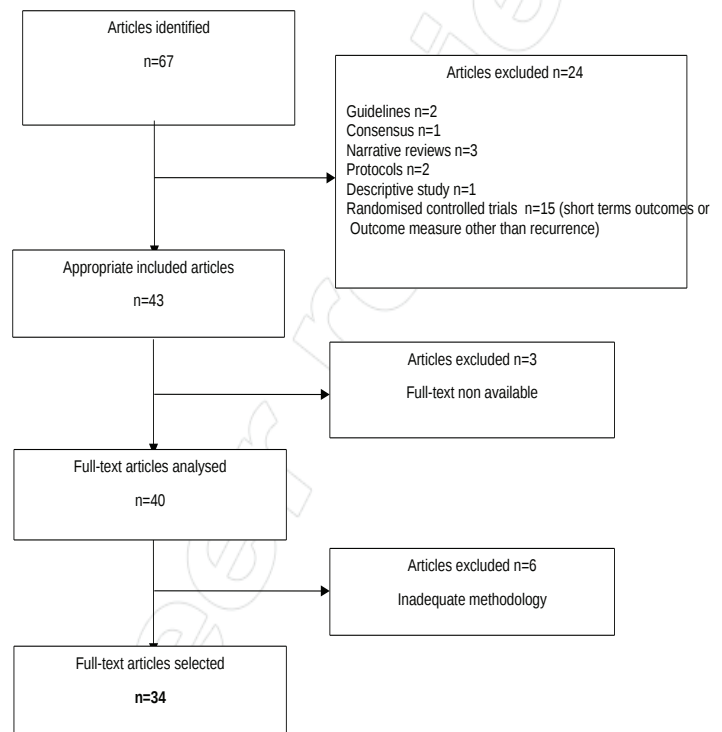 Articles identified
n=67
Articles excluded n=24
Guidelines n=2
Consensus n=1
Narrative reviews n=3
Protocols n=2
Descriptive study n=1
Randomised controlled trials n=15 (short terms outcomes or
Outcome measure other than recurrence)
Appropriate included articles
n=43
Articles excluded n=3
Full-text non available
Full-text articles analysed
n=40
Articles excluded n=6
Inadequate methodology
Full-text articles selected
n=34